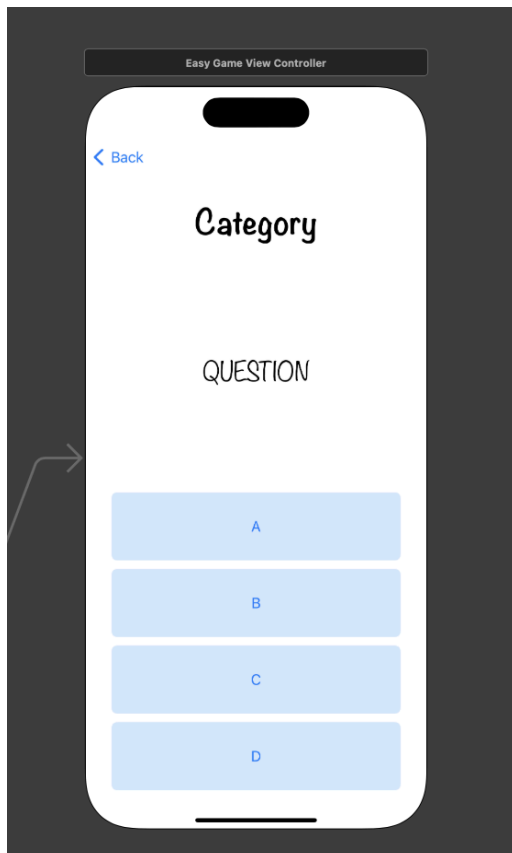 Easy Game View Controller
Back
Category
QUESTION
A
B
C
D